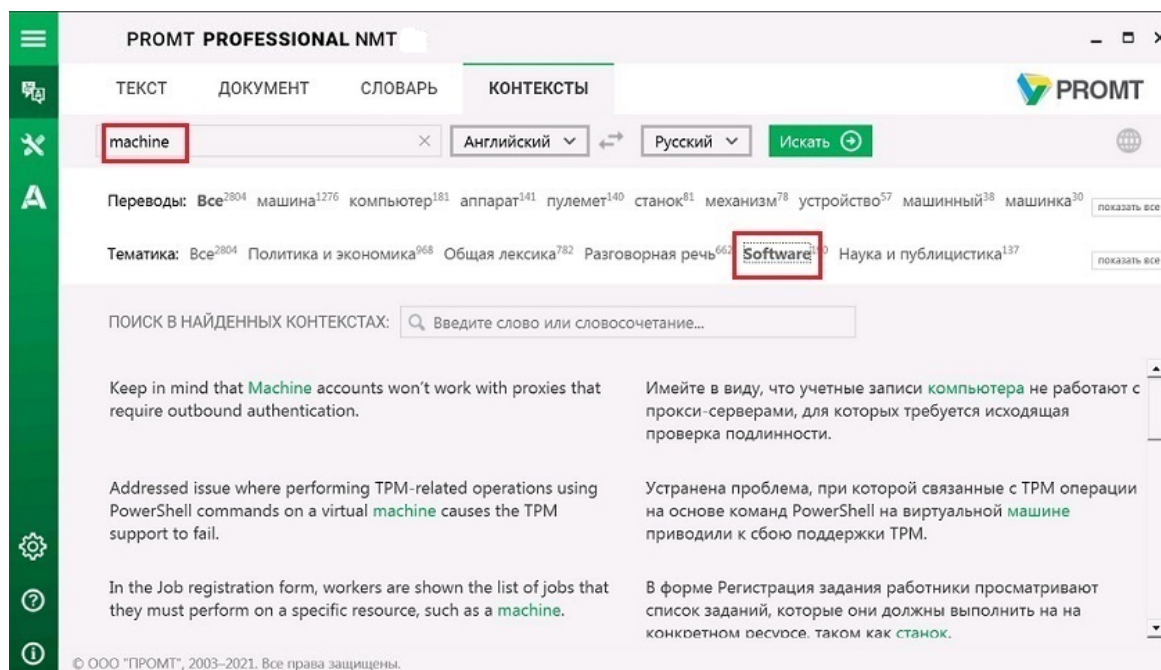 PROMT PROFESSIONAL NMT
ТЕКСТ ДОКУМЕНТ СЛОВАРЬ КОНТЕКСТЫ PROMT
machine Английский Русский Искать
Переводы: Все2804 машина1276 компьютер181 аппарат141 пулемет140 станок81 механизм78 устройство57 машинный38 машинка30 показать все
Тематика: Все2804 Политика и экономика968 Общая лексика782 Разговорная речь662 Software190 Наука и публицистика137 показать все
ПОИСК В НАЙДЕННЫХ КОНТЕКСТАХ: Введите слово или словосочетание...
Keep in mind that Machine accounts won't work with proxies that
require outbound authentication.
Имейте в виду, что учетные записи компьютера не работают с
прокси-серверами, для которых требуется исходящая
проверка подлинности.
Addressed issue where performing TPM-related operations using
PowerShell commands on a virtual machine causes the TPM
support to fail.
Устранена проблема, при которой связанные с TPM операции
на основе команд PowerShell на виртуальной машине
приводили к сбою поддержки TPM.
In the Job registration form, workers are shown the list of jobs that
they must perform on a specific resource, such as a machine.
В форме Регистрация задания работники просматривают
список заданий, которые они должны выполнить на на
конкретном ресурсе, таком как станок.
© ООО "ПРОМТ", 2003–2021. Все права защищены.